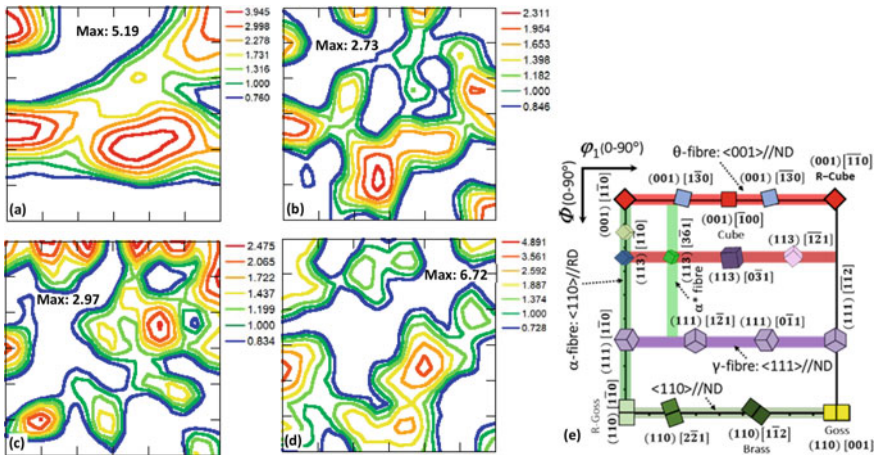 Max: 5.19
3.945
2.998
2.278
1.731
1.316
1.000
0.760
(a)
Max: 2.73
2.311
1.954
1.653
1.398
1.182
1.000
0.846
(b)
Max: 2.97
2.475
2.065
1.722
1.437
1.199
1.000
0.834
(c)
Max: 6.72
4.891
3.561
2.592
1.887
1.374
1.000
0.728
(d)
φ₁(0-90°)
Φ(0-90°)
θ-fibre: <001>//ND
(001) [1̄1̄0]
R-Cube
(001) [13̄0]
(001) [1̄3̄0]
(001) [11̄0]
(001) [1̄00]
Cube
(113) [11̄0]
(113) [3̄6̄1]
(113) [03̄1]
(113) [1̄2̄1]
α-fibre: <110>//RD
α* fibre
(111) [1̄1̄2]
(111) [12̄1]
(111) [01̄1]
(111) [11̄0]
γ-fibre: <111>//ND
<110>//ND
R-Goss
(110) [11̄0]
(110) [22̄1]
(110) [11̄2]
Brass
Goss
(110) [001]
(e)